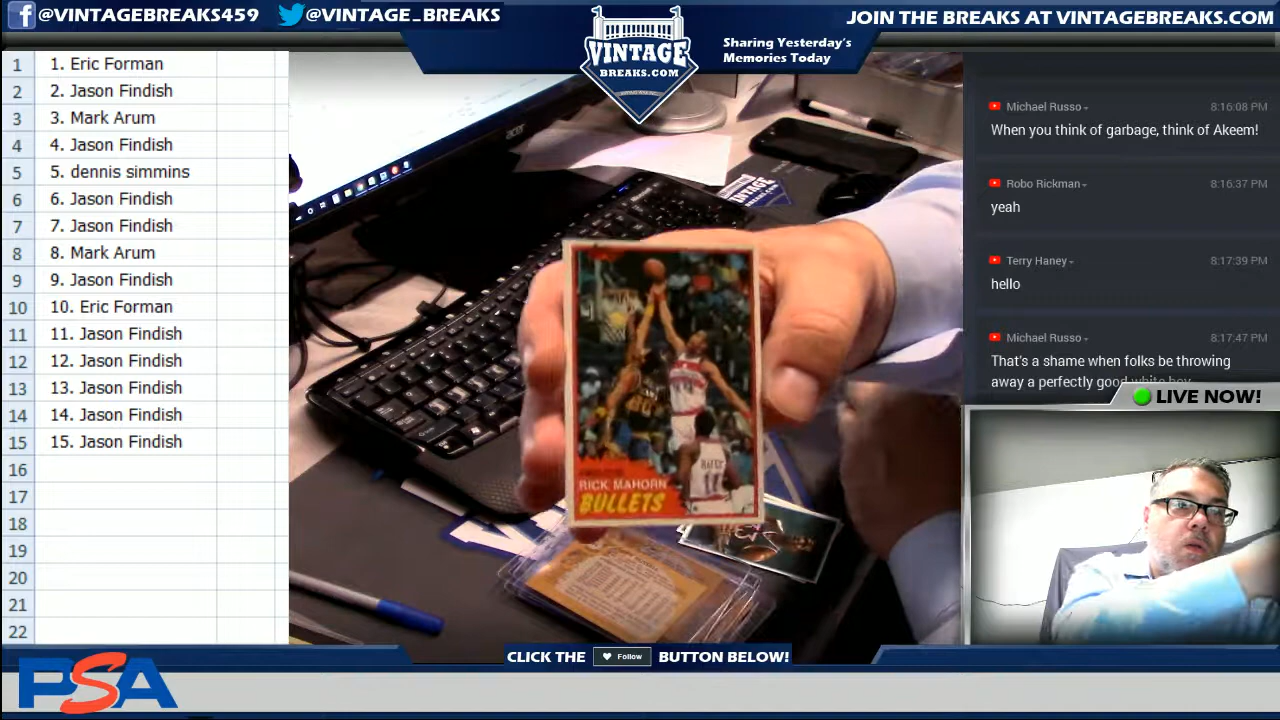 @VINTAGEBREAKS459
@VINTAGE_BREAKS
VINTAGE
BREAKS.COM
Sharing Yesterday's
Memories Today
JOIN THE BREAKS AT VINTAGEBREAKS.COM
1 1. Eric Forman
2 2. Jason Findish
3 3. Mark Arum
4 4. Jason Findish
5 5. dennis simmins
6 6. Jason Findish
7 7. Jason Findish
8 8. Mark Arum
9 9. Jason Findish
10 10. Eric Forman
11 11. Jason Findish
12 12. Jason Findish
13 13. Jason Findish
14 14. Jason Findish
15 15. Jason Findish
16
17
18
19
20
21
22
acer
VINTAGE
RICK MAHORN
BULLETS
Michael Russo 8:16:08 PM
When you think of garbage, think of Akeem!
Robo Rickman 8:16:37 PM
yeah
Terry Haney 8:17:39 PM
hello
Michael Russo 8:17:47 PM
That's a shame when folks be throwing
away a perfectly good white boy
LIVE NOW!
CLICK THE Follow BUTTON BELOW!
PSA